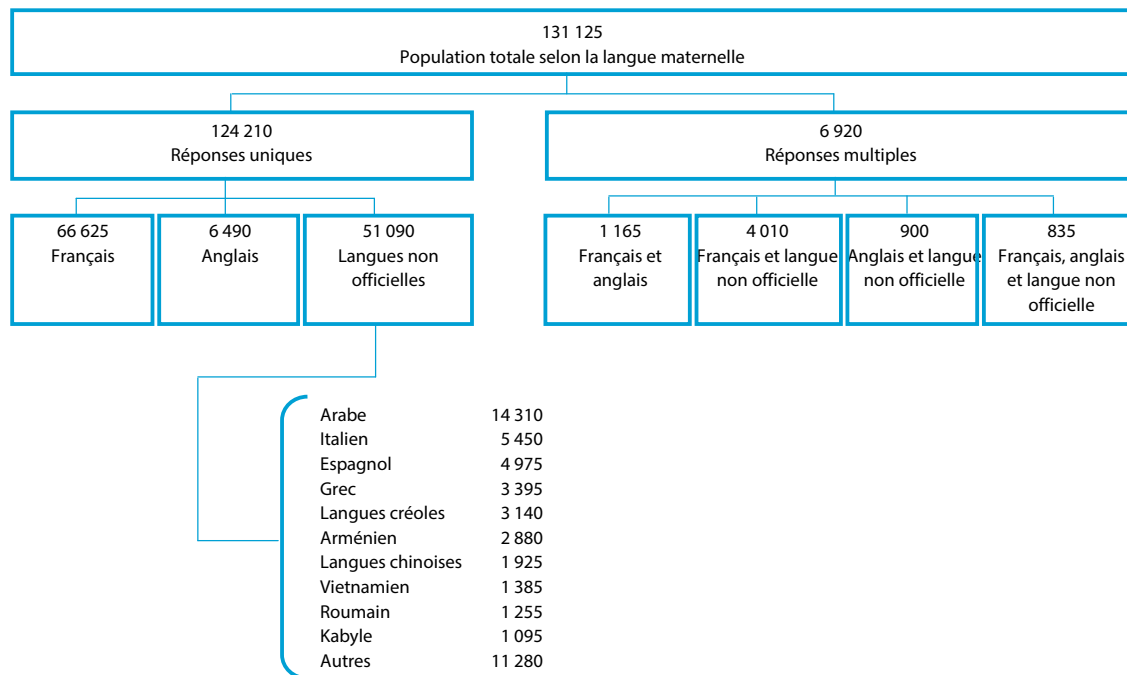 131 125
Population totale selon la langue maternelle
124 210
Réponses uniques
6 920
Réponses multiples
66 625
Français
6 490
Anglais
51 090
Langues non
officielles
1 165
Français et
anglais
4 010
Français et langue
non officielle
900
Anglais et langue
non officielle
835
Français, anglais
et langue non
officielle
Arabe 14 310
Italien 5 450
Espagnol 4 975
Grec 3 395
Langues créoles 3 140
Arménien 2 880
Langues chinoises 1 925
Vietnamien 1 385
Roumain 1 255
Kabyle 1 095
Autres 11 280